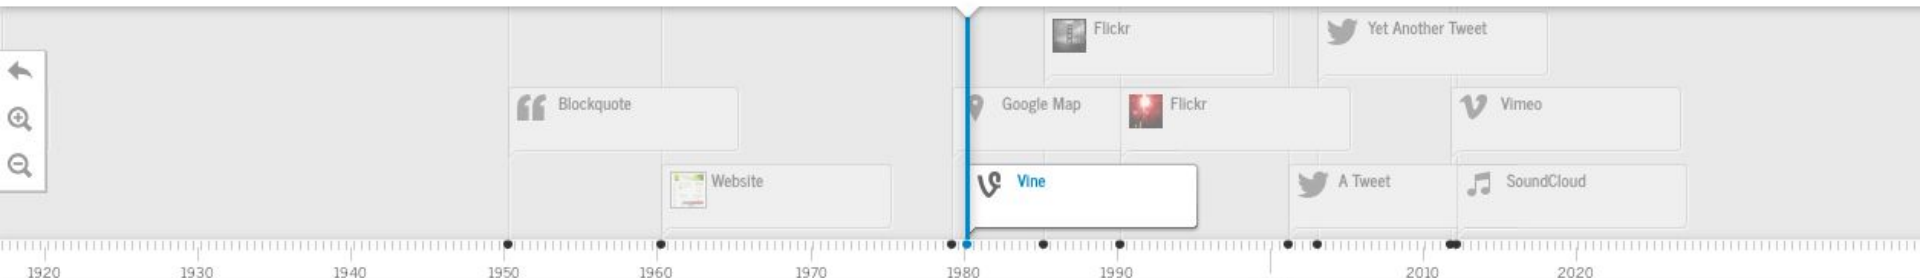 Flickr
Yet Another Tweet
Blockquote
Google Map
Flickr
Vimeo
Website
Vine
A Tweet
SoundCloud
1920 1930 1940 1950 1960 1970 1980 1990 2010 2020